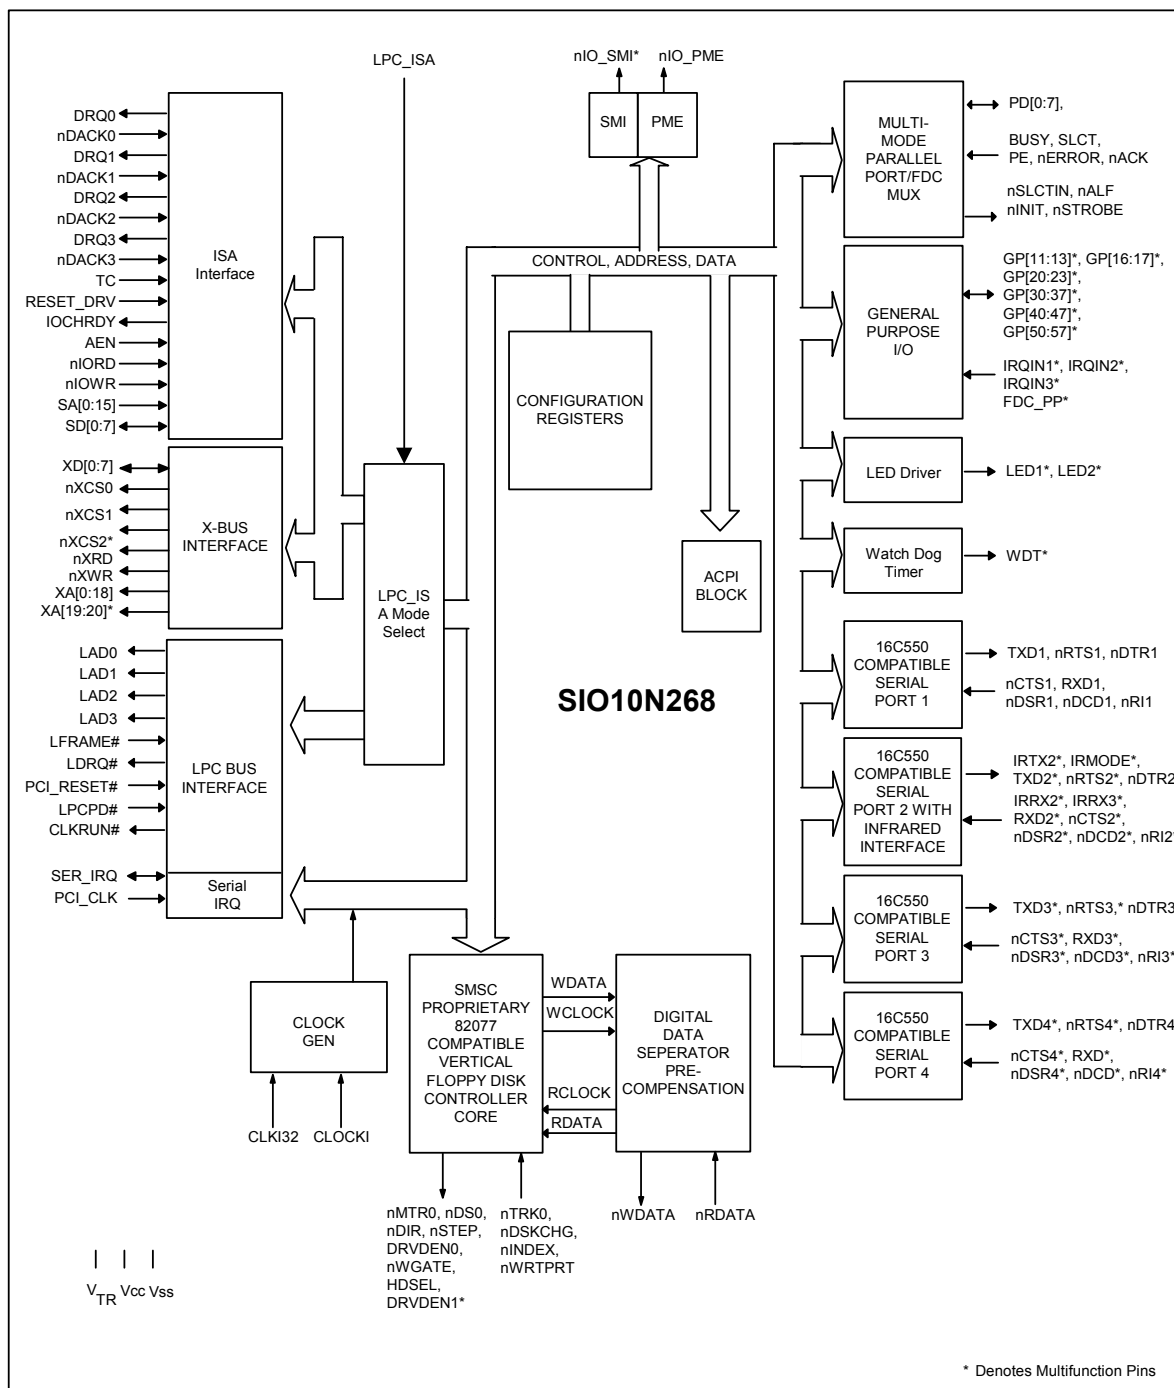 LPC_ISA
nIO_SMI*
nIO_PME
SMI
PME
DRQ0
nDACK0
DRQ1
nDACK1
DRQ2
nDACK2
DRQ3
nDACK3
TC
RESET_DRV
IOCHRDY
AEN
nIORD
nIOWR
SA[0:15]
SD[0:7]
ISA
Interface
XD[0:7]
nXCS0
nXCS1
nXCS2*
nXRD
nXWR
XA[0:18]
XA[19:20]*
X-BUS
INTERFACE
LAD0
LAD1
LAD2
LAD3
LFRAME#
LDRQ#
PCI_RESET#
LPCPD#
CLKRUN#
SER_IRQ
PCI_CLK
LPC BUS
INTERFACE
Serial
IRQ
LPC_IS
A Mode
Select
CONTROL, ADDRESS, DATA
CONFIGURATION
REGISTERS
ACPI
BLOCK
SIO10N268
MULTI-
MODE
PARALLEL
PORT/FDC
MUX
PD[0:7],
BUSY, SLCT,
PE, nERROR, nACK
nSLCTIN, nALF
nINIT, nSTROBE
GENERAL
PURPOSE
I/O
GP[11:13]*, GP[16:17]*,
GP[20:23]*,
GP[30:37]*,
GP[40:47]*,
GP[50:57]*
IRQIN1*, IRQIN2*,
IRQIN3*
FDC_PP*
LED Driver
LED1*, LED2*
Watch Dog
Timer
WDT*
16C550
COMPATIBLE
SERIAL
PORT 1
TXD1, nRTS1, nDTR1
nCTS1, RXD1,
nDSR1, nDCD1, nRI1
16C550
COMPATIBLE
SERIAL
PORT 2 WITH
INFRARED
INTERFACE
IRTX2*, IRMODE*,
TXD2*, nRTS2*, nDTR2
IRRX2*, IRRX3*,
RXD2*, nCTS2*,
nDSR2*, nDCD2*, nRI2*
16C550
COMPATIBLE
SERIAL
PORT 3
TXD3*, nRTS3,* nDTR3
nCTS3*, RXD3*,
nDSR3*, nDCD3*, nRI3*
16C550
COMPATIBLE
SERIAL
PORT 4
TXD4*, nRTS4*, nDTR4
nCTS4*, RXD*,
nDSR4*, nDCD*, nRI4*
CLOCK
GEN
CLKI32
CLOCKI
SMSC
PROPRIETARY
82077
COMPATIBLE
VERTICAL
FLOPPY DISK
CONTROLLER
CORE
WDATA
WCLOCK
RCLOCK
RDATA
DIGITAL
DATA
SEPERATOR
PRE-
COMPENSATION
nMTR0, nDS0,
nDIR, nSTEP,
DRVDEN0,
nWGATE,
HDSEL,
DRVDEN1*
nTRK0,
nDSKCHG,
nINDEX,
nWRTPRT
nWDATA
nRDATA
VTR Vcc Vss
* Denotes Multifunction Pins